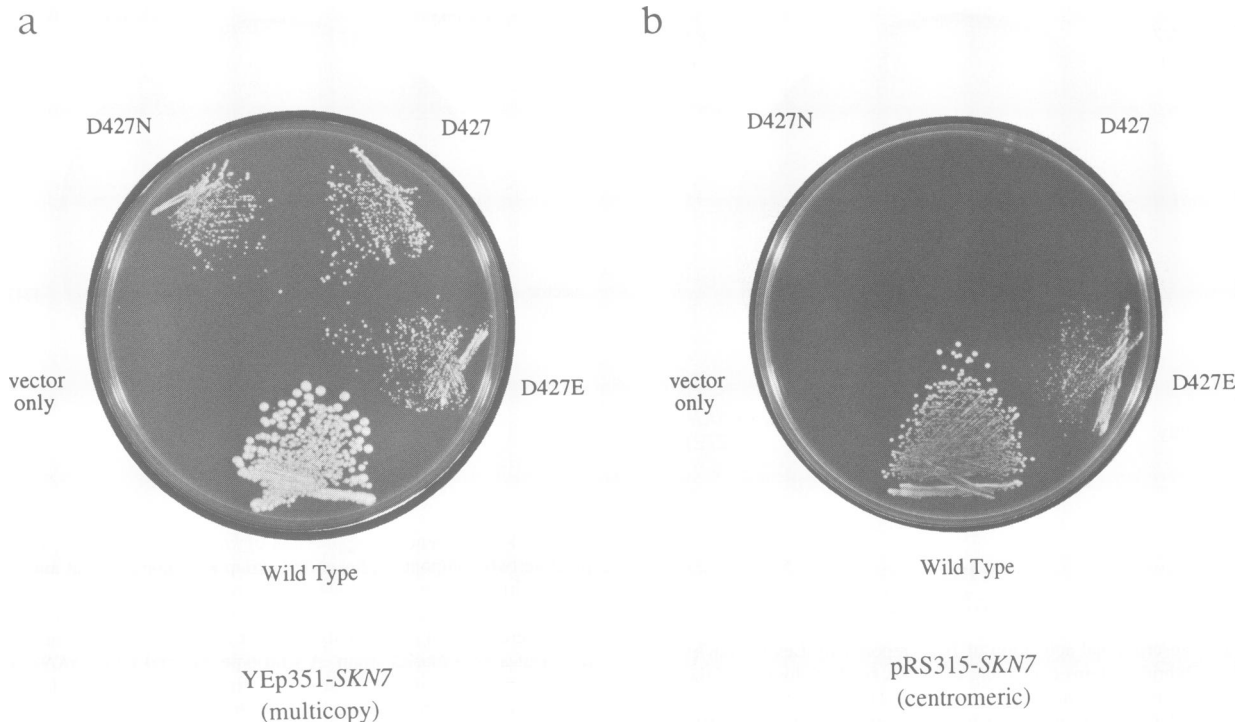 a
b
D427N
D427
D427N
D427
vector
only
D427E
vector
only
D427E
Wild Type
Wild Type
YEp351-SKN7
(multicopy)
pRS315-SKN7
(centromeric)